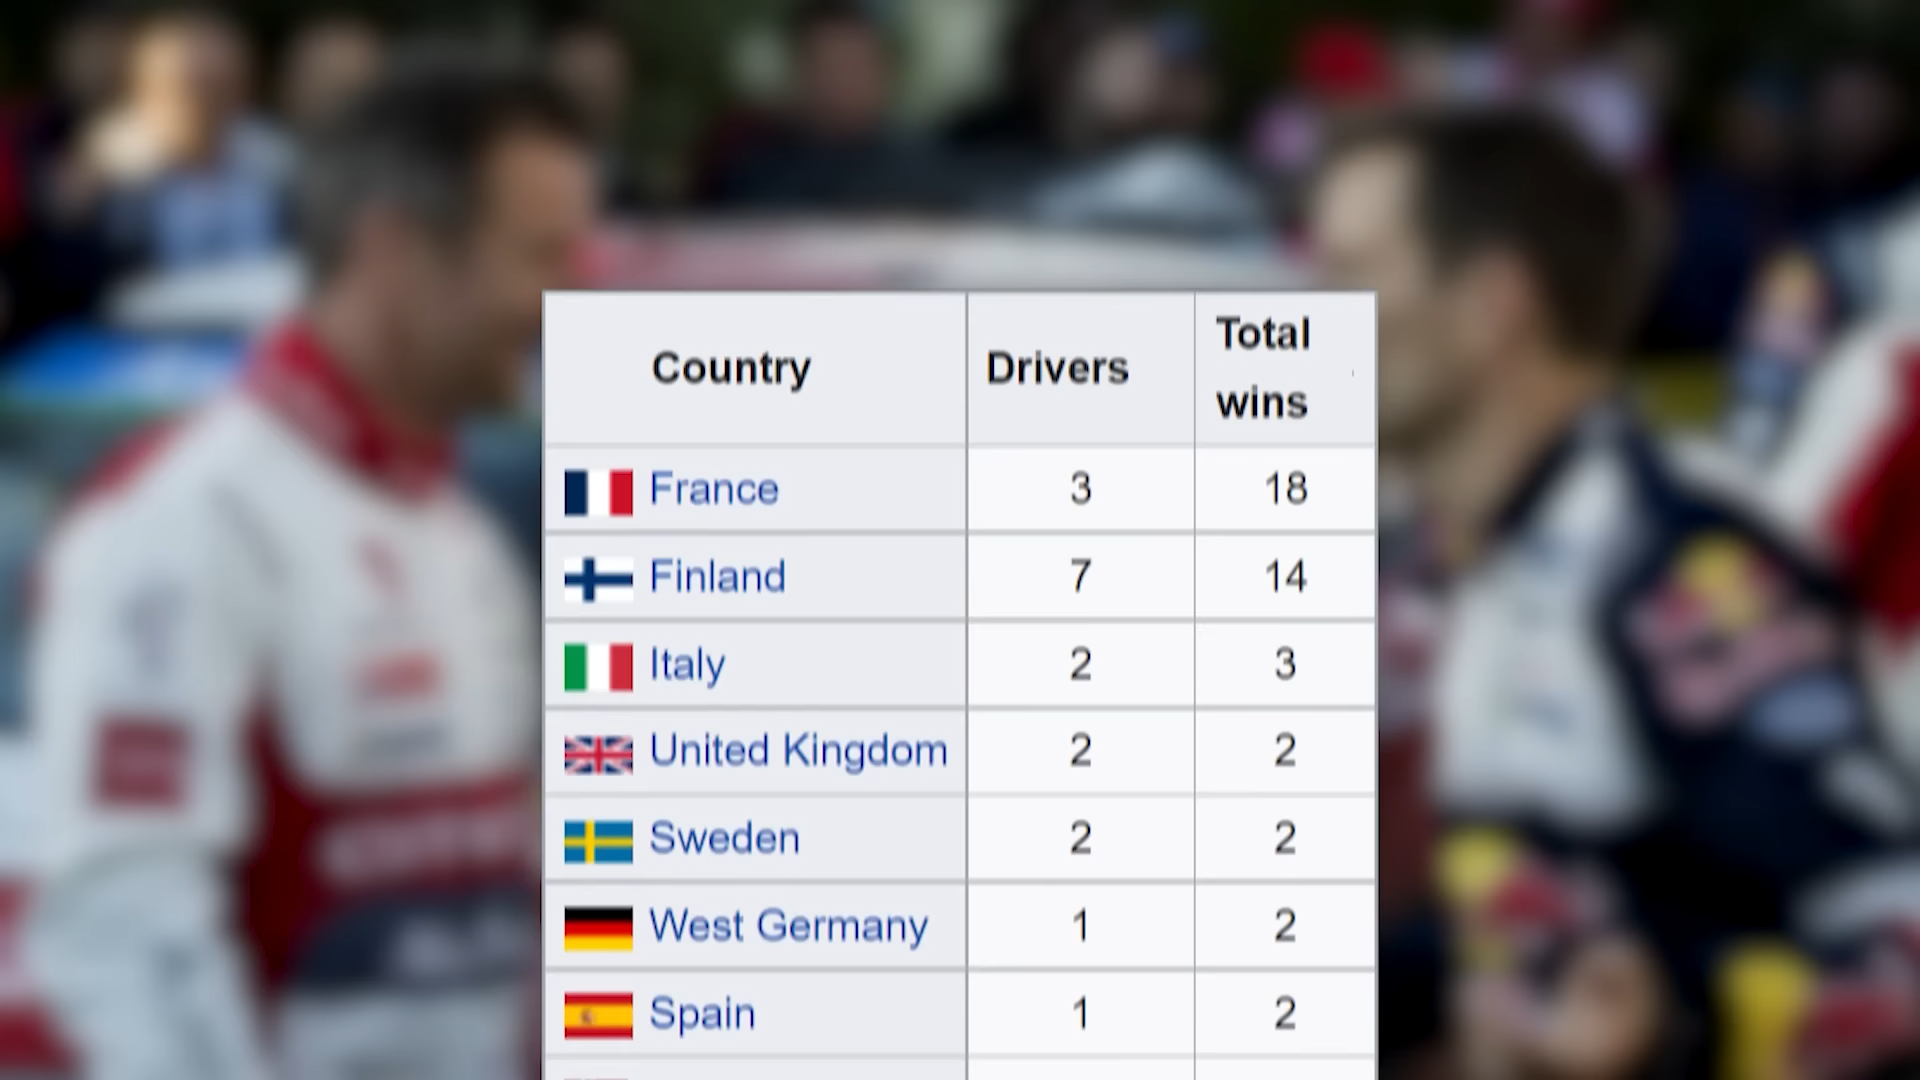 Country Drivers Total
wins
France 3 18
Finland 7 14
Italy 2 3
United Kingdom 2 2
Sweden 2 2
West Germany 1 2
Spain 1 2